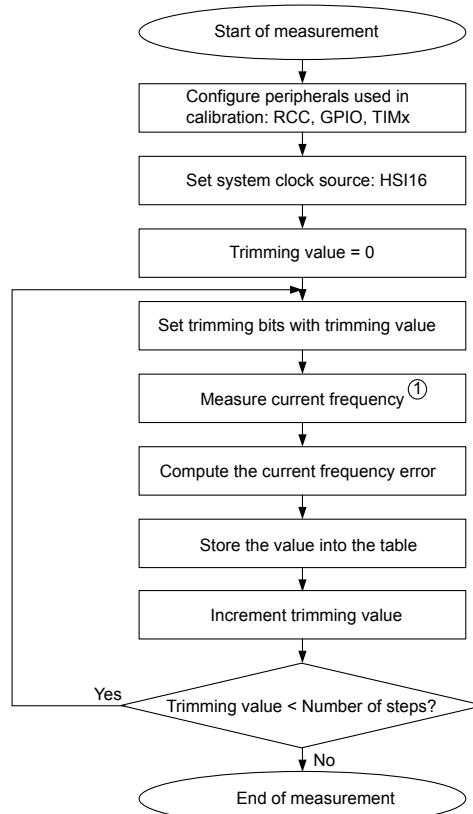 Start of measurement
Configure peripherals used in
calibration: RCC, GPIO, TIMx
Set system clock source: HSI16
Trimming value = 0
Set trimming bits with trimming value
Measure current frequency ①
Compute the current frequency error
Store the value into the table
Increment trimming value
Yes
Trimming value < Number of steps?
No
End of measurement